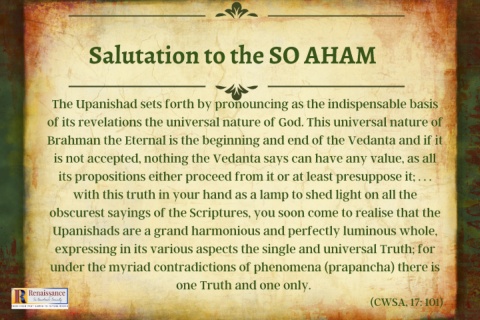 Salutation to the SO AHAM
The Upanishad sets forth by pronouncing as the indispensable basis
of its revelations the universal nature of God. This universal nature of
Brahman the Eternal is the beginning and end of the Vedanta and if it
is not accepted, nothing the Vedanta says can have any value, as all
its propositions either proceed from it or at least presuppose it; . . .
with this truth in your hand as a lamp to shed light on all the
obscurest sayings of the Scriptures, you soon come to realise that the
Upanishads are a grand harmonious and perfectly luminous whole,
expressing in its various aspects the single and universal Truth; for
under the myriad contradictions of phenomena (prapancha) there is
one Truth and one only.
(CWSA, 17: 101)
Renaissance